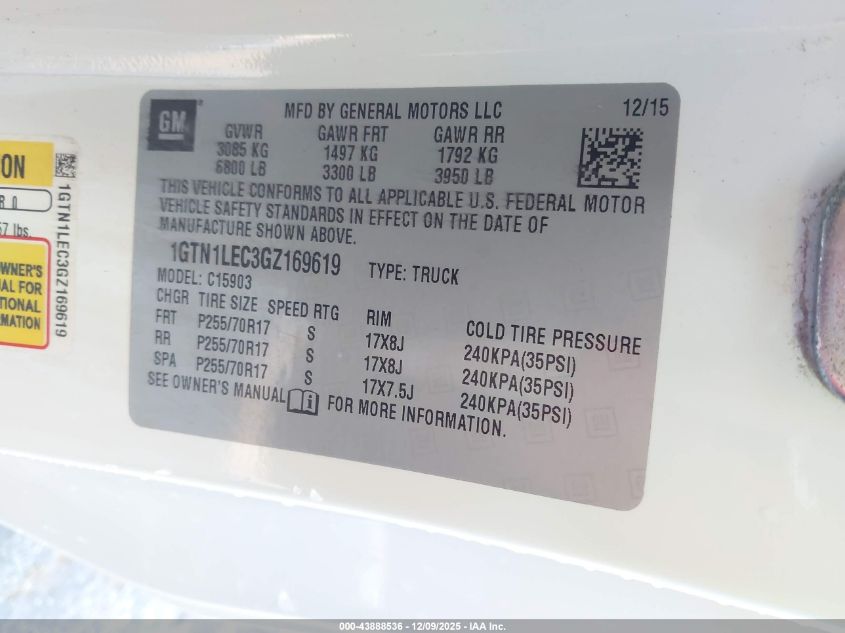 GM
MFD BY GENERAL MOTORS LLC 12/15
GVWR GAWR FRT GAWR RR
3085 KG 1497 KG 1792 KG
6800 LB 3300 LB 3950 LB
THIS VEHICLE CONFORMS TO ALL APPLICABLE U.S. FEDERAL MOTOR
VEHICLE SAFETY STANDARDS IN EFFECT ON THE DATE OF
MANUFACTURE SHOWN ABOVE.
1GTN1LEC3GZ169619 TYPE: TRUCK
MODEL: C15903
CHGR TIRE SIZE SPEED RTG RIM COLD TIRE PRESSURE
FRT P255/70R17 S 17X8J 240KPA(35PSI)
RR P255/70R17 S 17X8J 240KPA(35PSI)
SPA P255/70R17 S 17X7.5J 240KPA(35PSI)
SEE OWNER'S MANUAL i FOR MORE INFORMATION.
ON
R 0
57 lbs.
OWNER'S
AL FOR
TIONAL
RMATION
1GTN1LEC3GZ169619
000-43888536 - 12/09/2025 - IAA Inc.